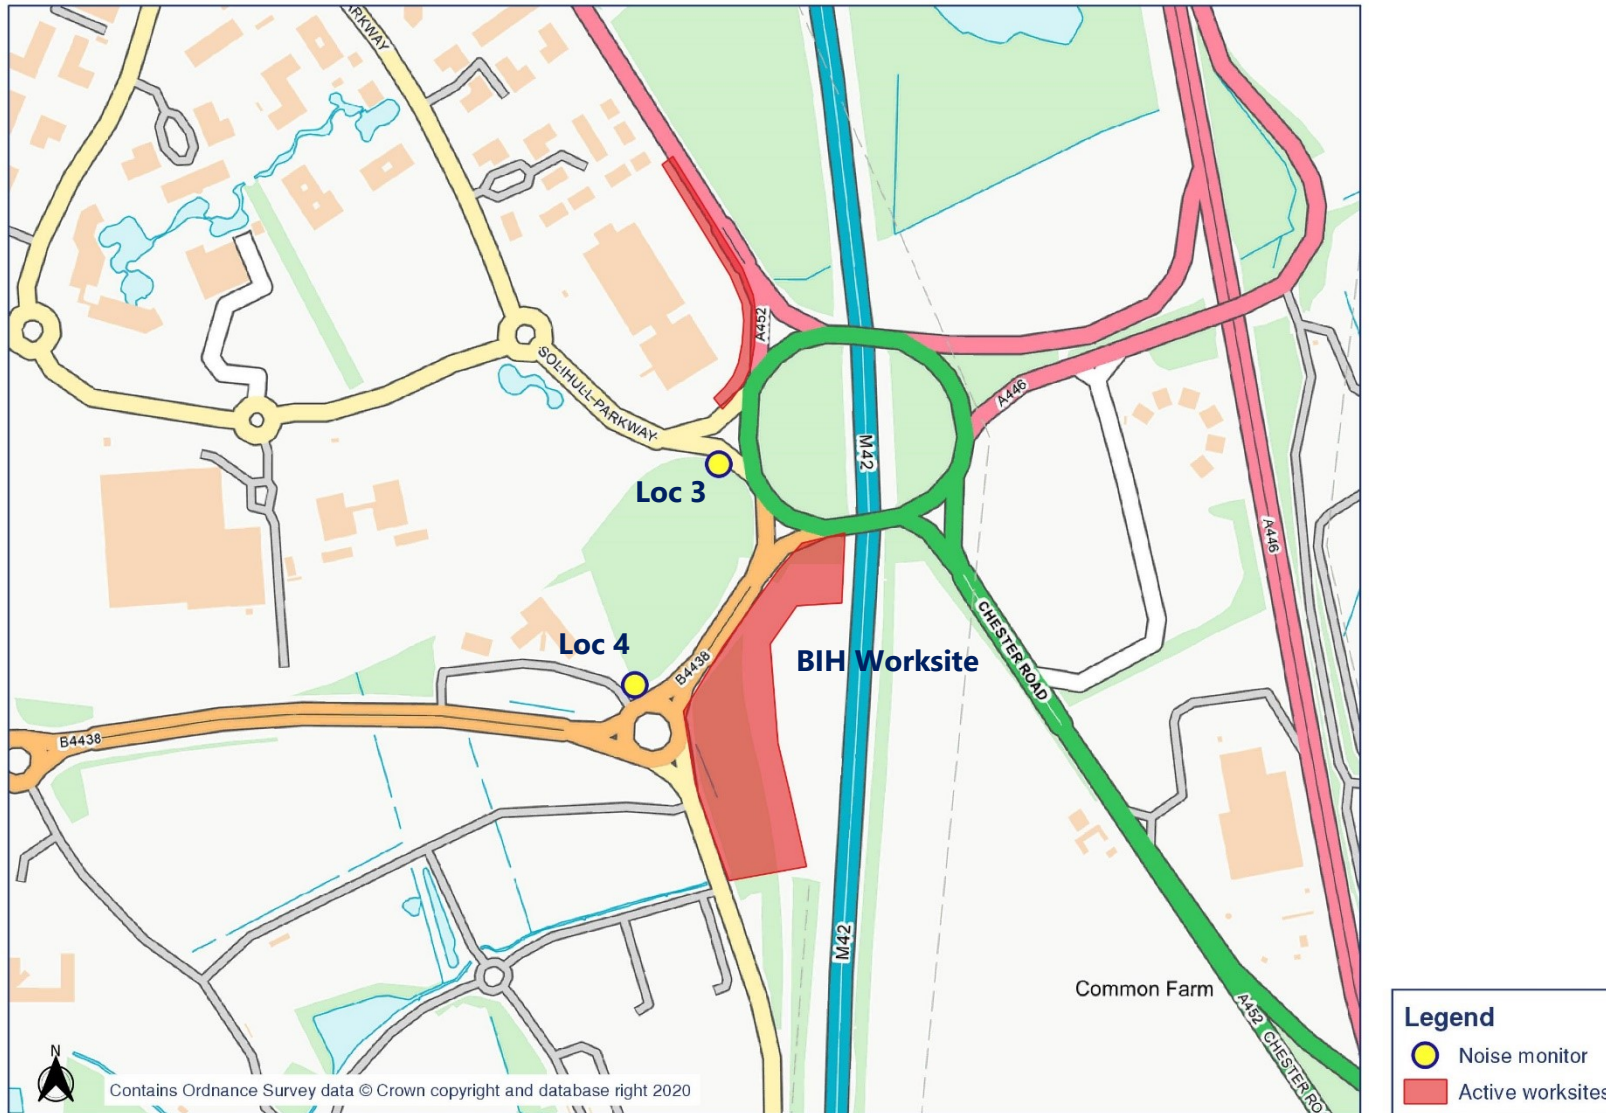 ARKWAY
A452
SOLIHULL PARKWAY
A446
M42
Loc 3
A446
CHESTER ROAD
Loc 4
B4438
BIH Worksite
B4438
M42
Common Farm
A452 CHESTER RO
N
Contains Ordnance Survey data © Crown copyright and database right 2020
Legend
Noise monitor
Active worksites